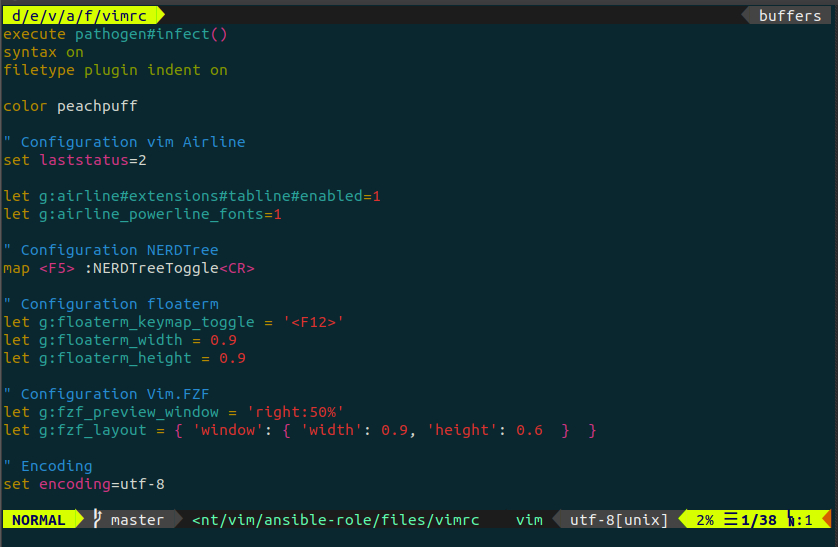 d/e/v/a/f/vimrc buffers
execute pathogen#infect()
syntax on
filetype plugin indent on
color peachpuff
" Configuration vim Airline
set laststatus=2
let g:airline#extensions#tabline#enabled=1
let g:airline_powerline_fonts=1
" Configuration NERDTree
map <F5> :NERDTreeToggle<CR>
" Configuration floaterm
let g:floaterm_keymap_toggle = '<F12>'
let g:floaterm_width = 0.9
let g:floaterm_height = 0.9
" Configuration Vim.FZF
let g:fzf_preview_window = 'right:50%'
let g:fzf_layout = { 'window': { 'width': 0.9, 'height': 0.6  }  }
" Encoding
set encoding=utf-8
NORMAL master <nt/vim/ansible-role/files/vimrc vim utf-8[unix] 2% ☰ 1/38 :1